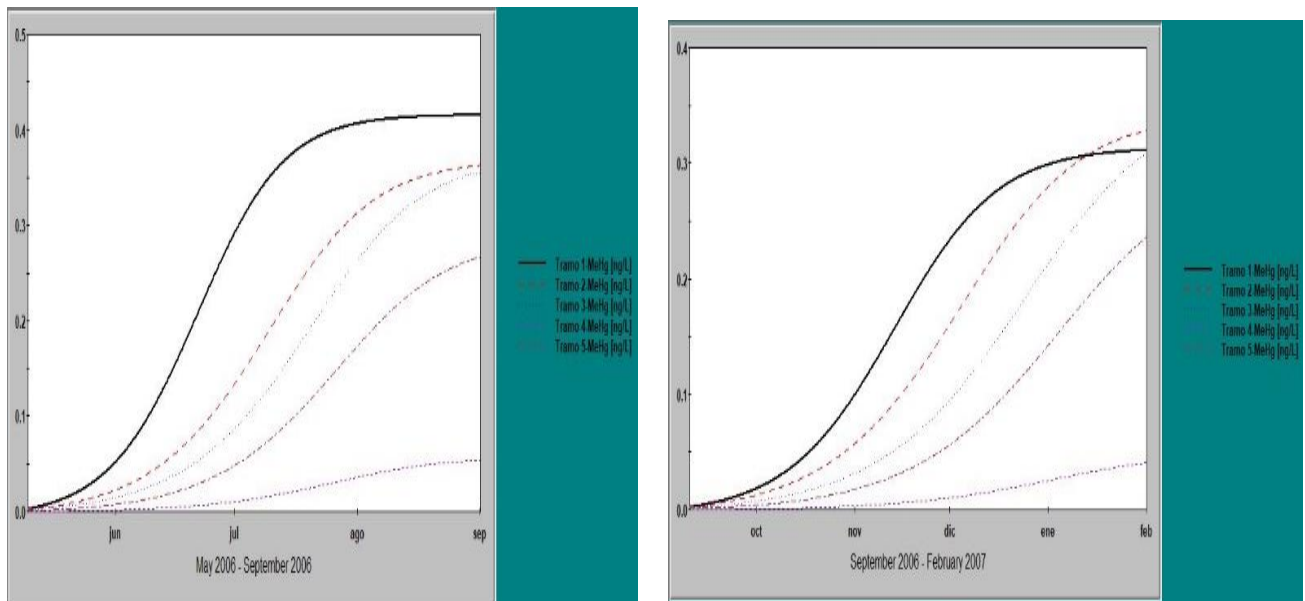 0.5
0.4
0.3
0.2
0.1
0.0
jun jul ago sep
May 2006 - September 2006
Tramo 1-MeHg [ng/L]
Tramo 2-MeHg [ng/L]
Tramo 3-MeHg [ng/L]
Tramo 4-MeHg [ng/L]
Tramo 5-MeHg [ng/L]
0.4
0.3
0.2
0.1
0.0
oct nov dic ene feb
September 2006 - February 2007
Tramo 1-MeHg [ng/L]
Tramo 2-MeHg [ng/L]
Tramo 3-MeHg [ng/L]
Tramo 4-MeHg [ng/L]
Tramo 5-MeHg [ng/L]